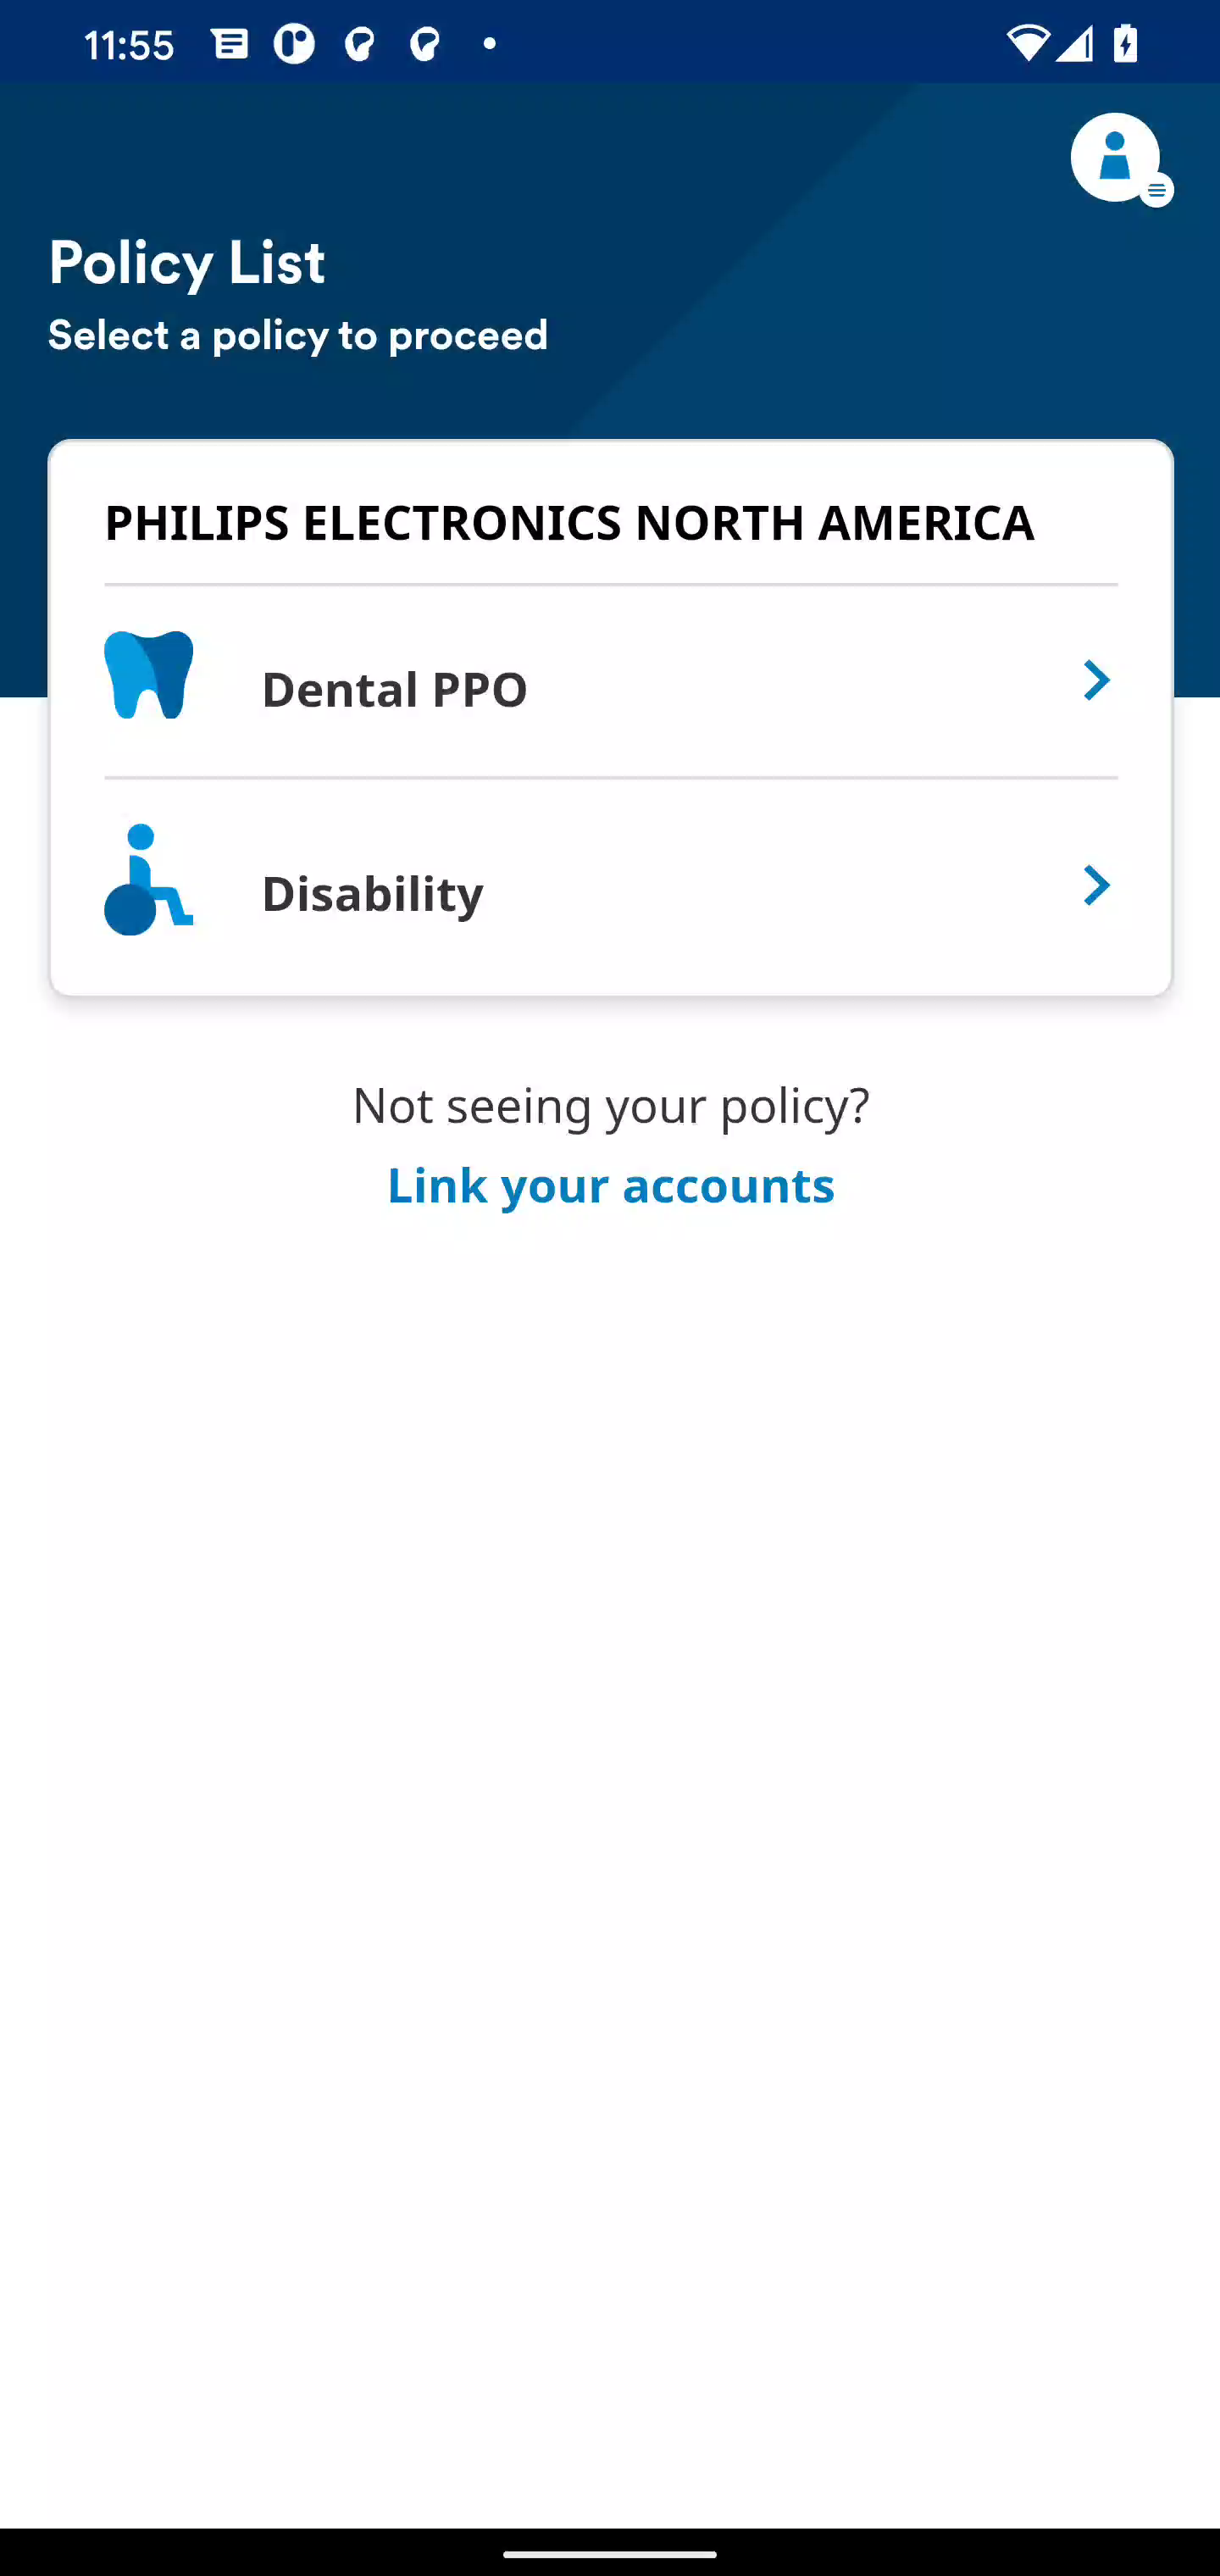 11:55
Policy List
Select a policy to proceed
PHILIPS ELECTRONICS NORTH AMERICA
Dental PPO
Disability
Not seeing your policy?
Link your accounts